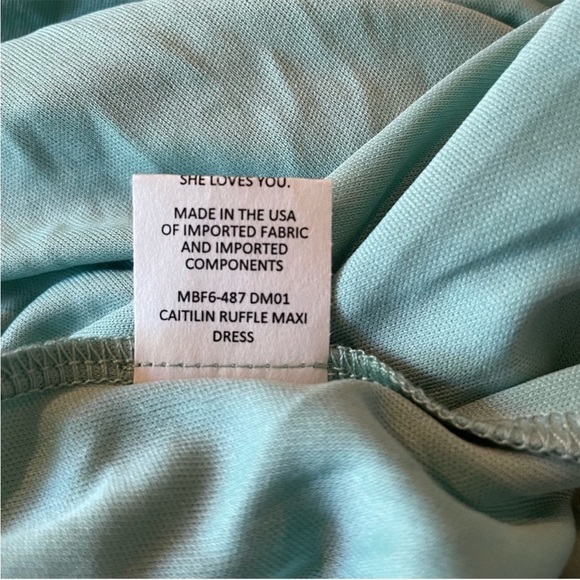 SHE LOVES YOU.
MADE IN THE USA
OF IMPORTED FABRIC
AND IMPORTED
COMPONENTS
MBF6-487 DM01
CAITILIN RUFFLE MAXI
DRESS